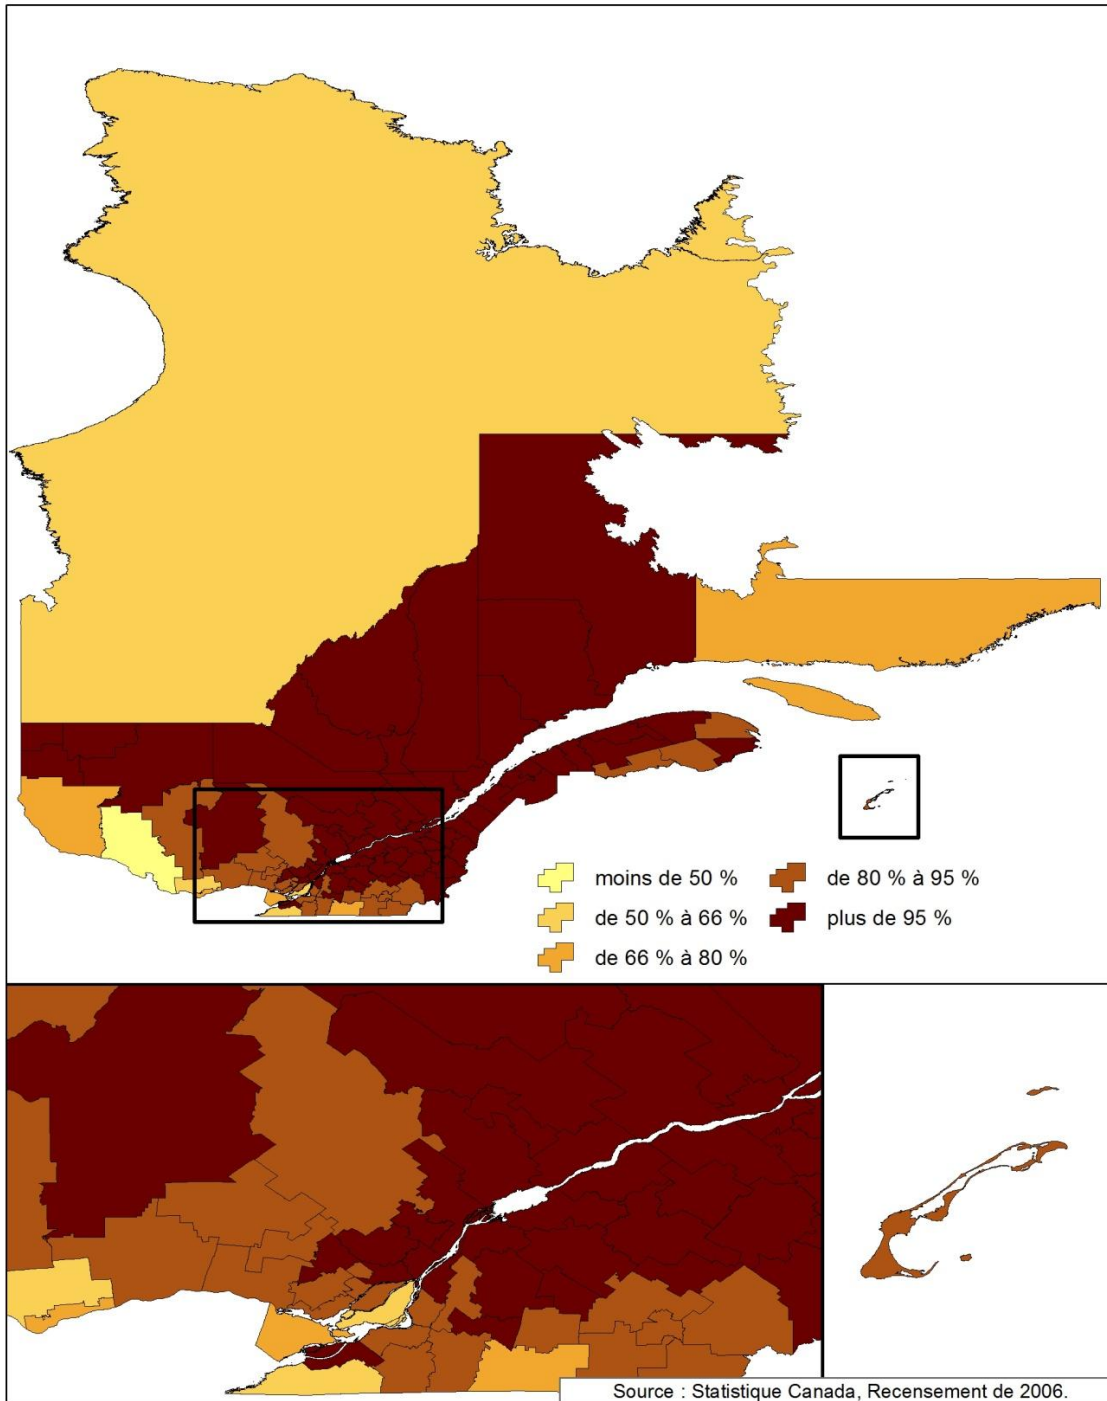 moins de 50 %
de 50 % à 66 %
de 66 % à 80 %
de 80 % à 95 %
plus de 95 %
Source : Statistique Canada, Recensement de 2006.